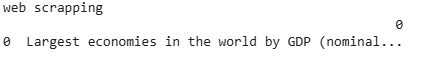 web scrapping
0
0 Largest economies in the world by GDP (nominal...